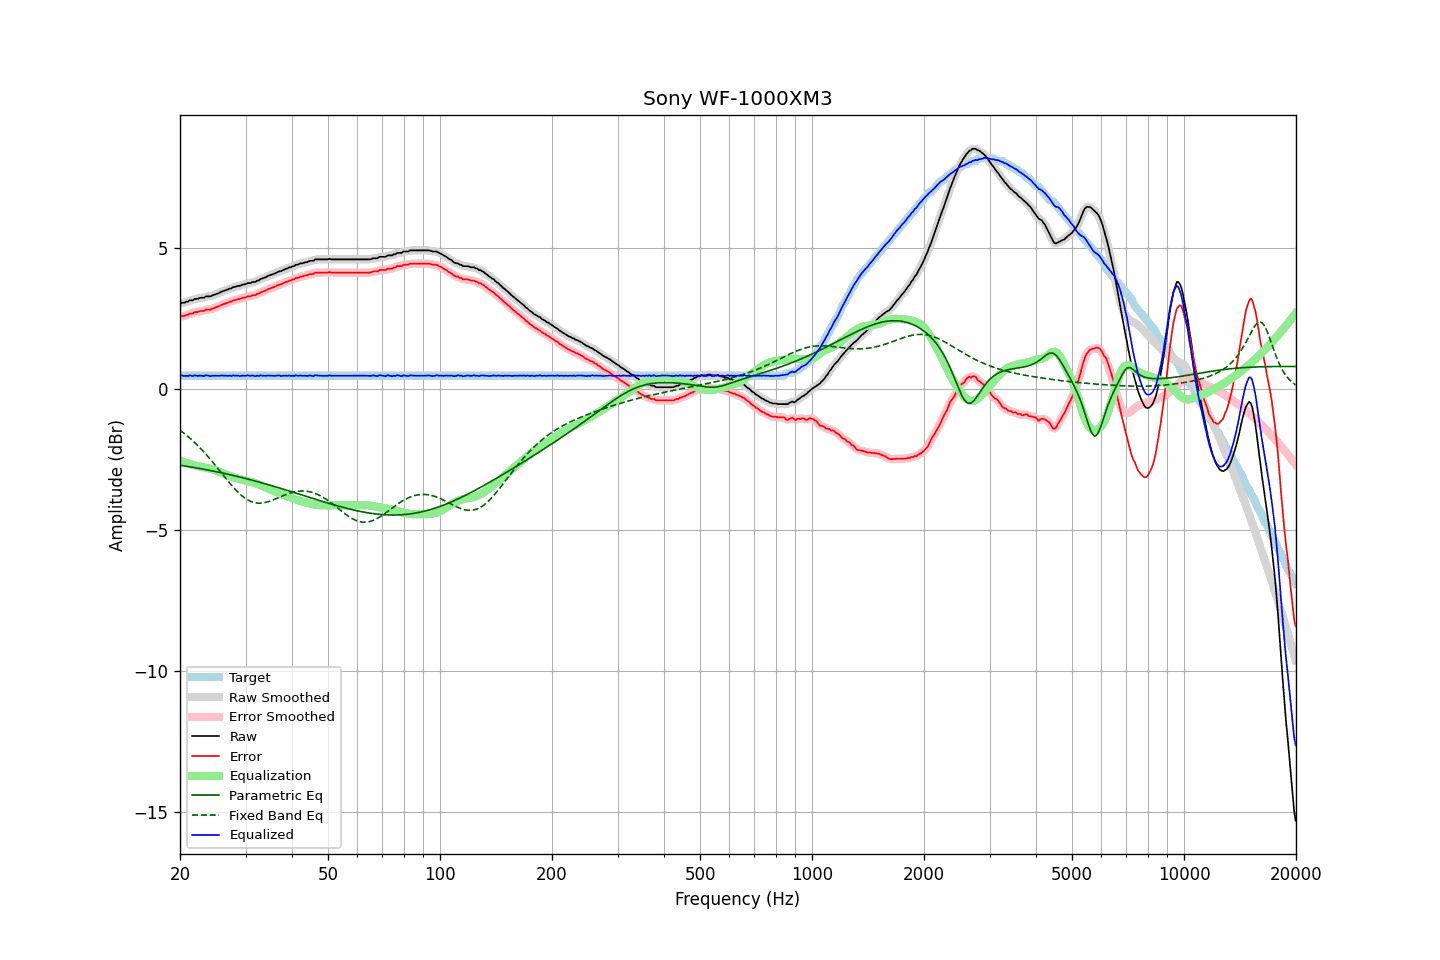 Sony WF-1000XM3
Amplitude (dBr)
5
0
−5
−10
−15
Target
Raw Smoothed
Error Smoothed
Raw
Error
Equalization
Parametric Eq
Fixed Band Eq
Equalized
20
50
100
200
500
1000
2000
5000
10000
20000
Frequency (Hz)